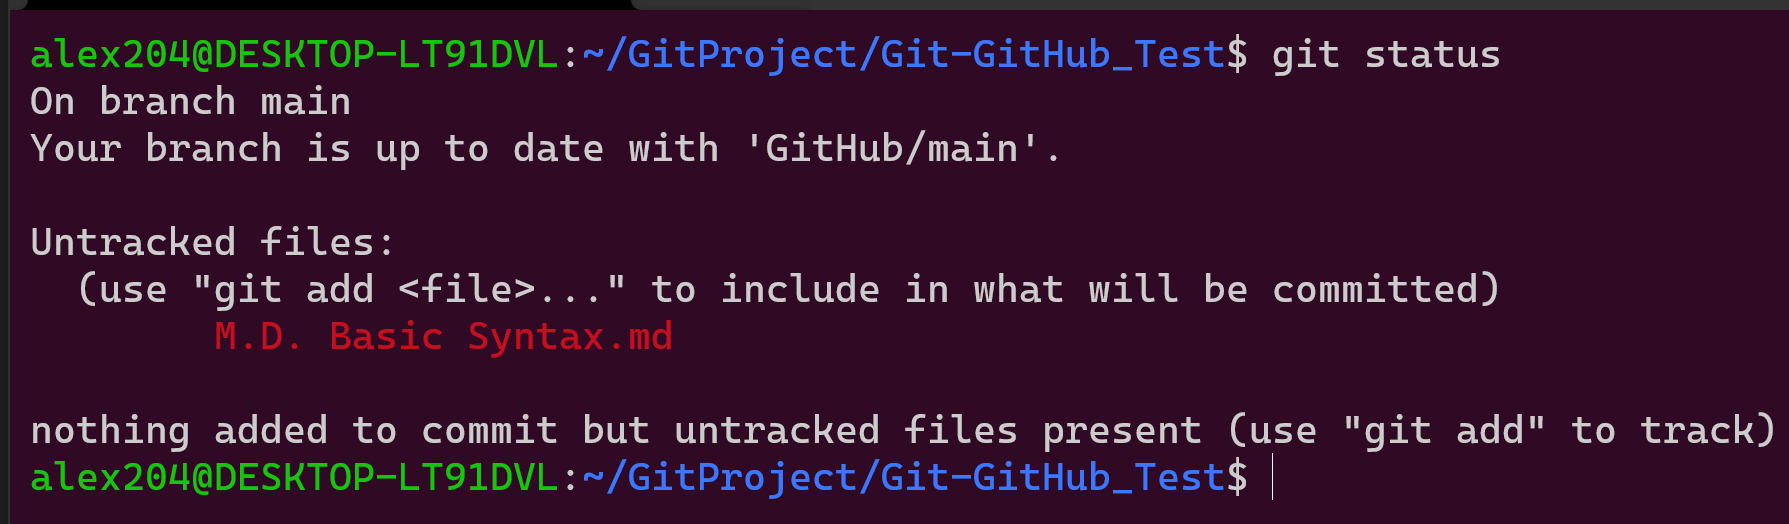 alex204@DESKTOP-LT91DVL:~/GitProject/Git-GitHub_Test$ git status
On branch main
Your branch is up to date with 'GitHub/main'.
Untracked files:
(use "git add <file>..." to include in what will be committed)
M.D. Basic Syntax.md
nothing added to commit but untracked files present (use "git add" to track)
alex204@DESKTOP-LT91DVL:~/GitProject/Git-GitHub_Test$